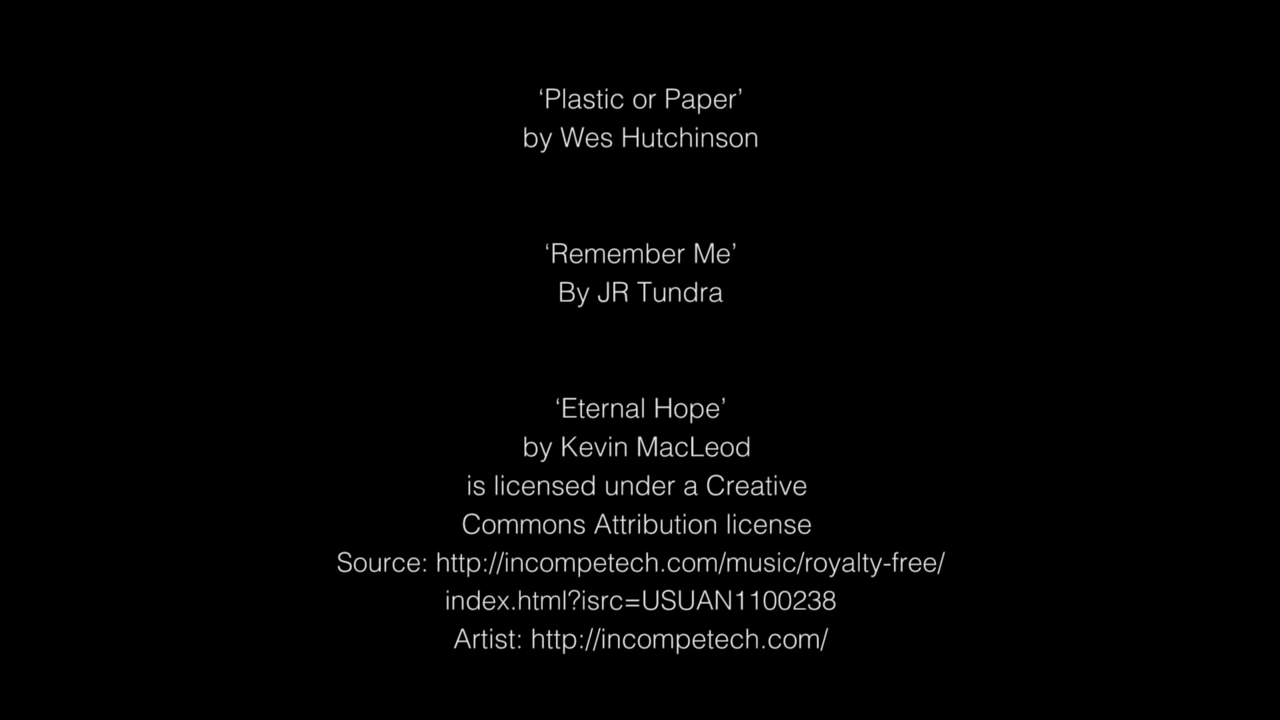 ‘Plastic or Paper’
by Wes Hutchinson
‘Remember Me’
By JR Tundra
‘Eternal Hope’
by Kevin MacLeod
is licensed under a Creative
Commons Attribution license
Source: http://incompetech.com/music/royalty-free/
index.html?isrc=USUAN1100238
Artist: http://incompetech.com/